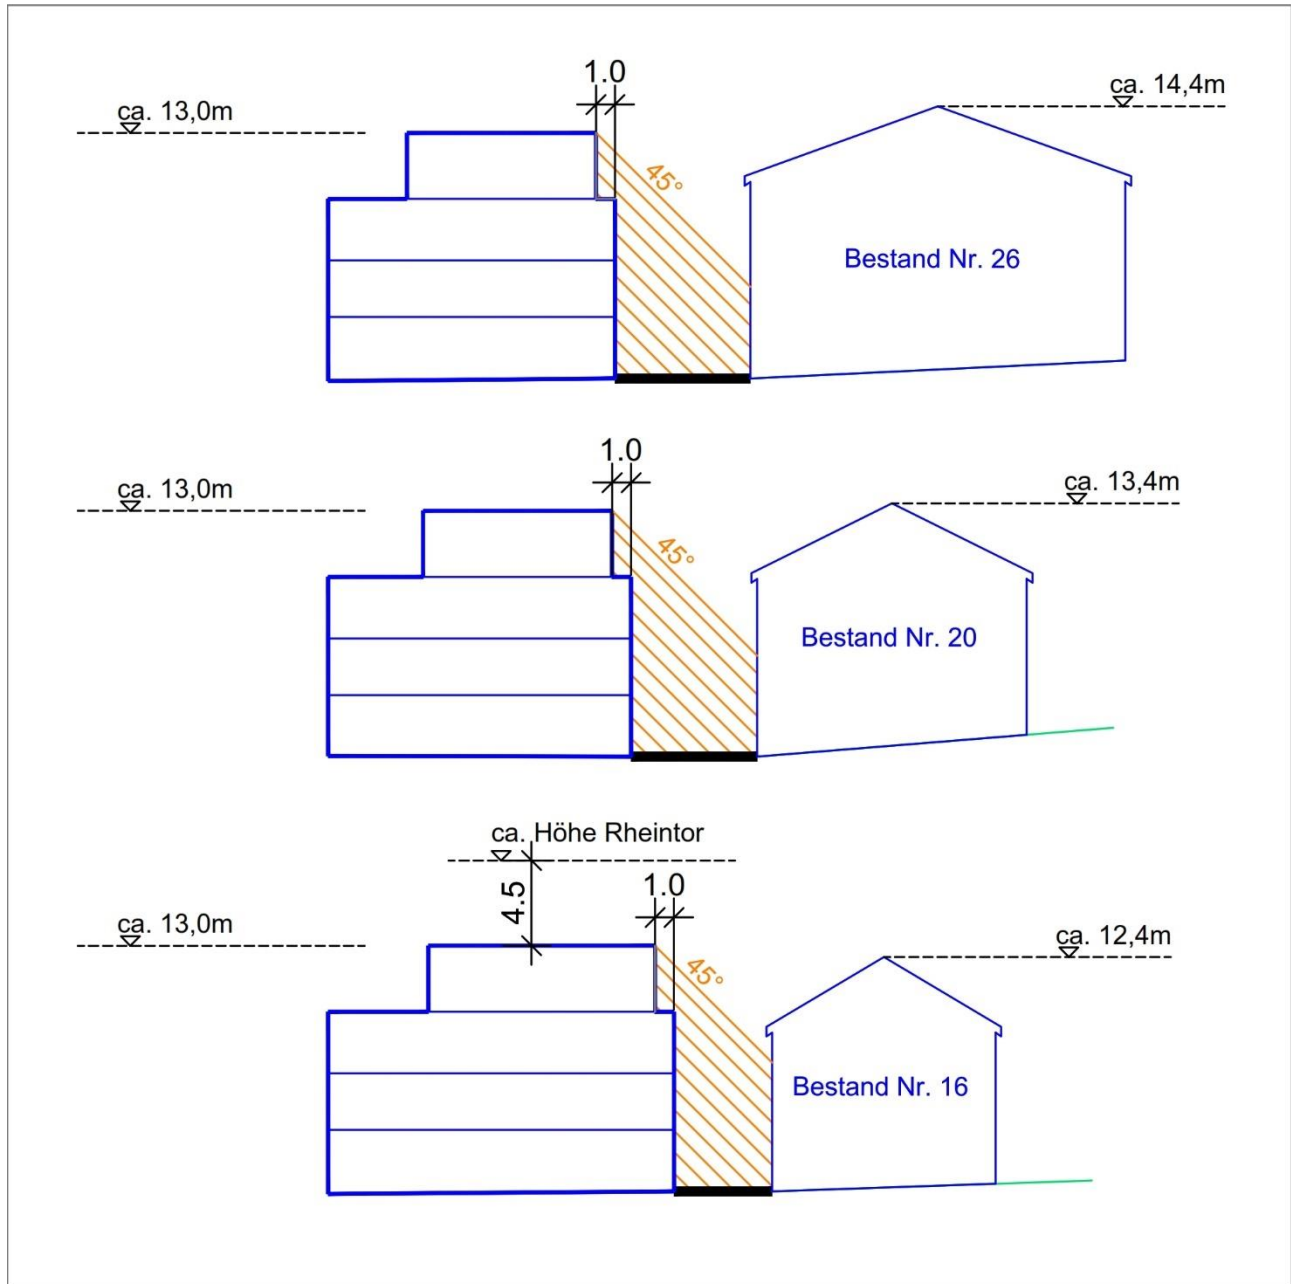 1.0
ca. 13,0m
ca. 14,4m
45°
Bestand Nr. 26
1.0
ca. 13,0m
ca. 13,4m
45°
Bestand Nr. 20
ca. Höhe Rheintor
4.5
1.0
ca. 13,0m
ca. 12,4m
45°
Bestand Nr. 16